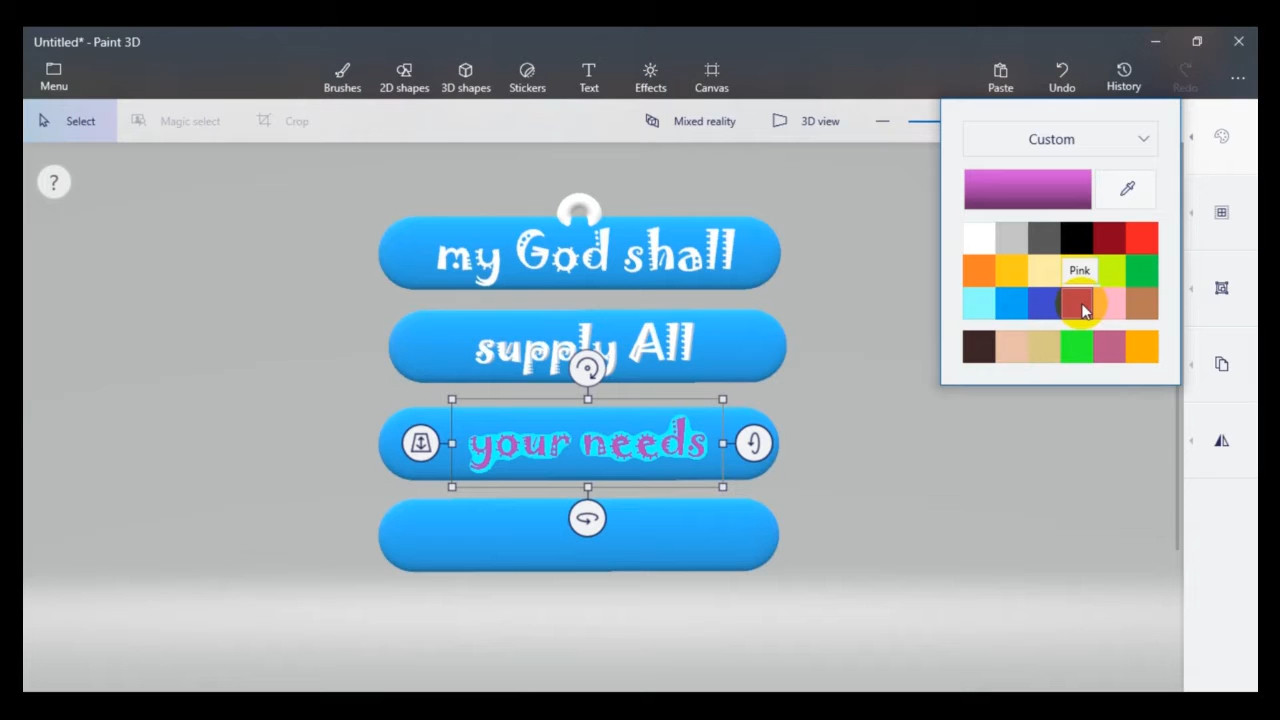 Untitled* - Paint 3D
Menu
Brushes
2D shapes
3D shapes
Stickers
Text
Effects
Canvas
Paste
Undo
History
Redo
Select
Magic select
Crop
Mixed reality
3D view
Custom
Pink
?
my God shall
supply All
your needs